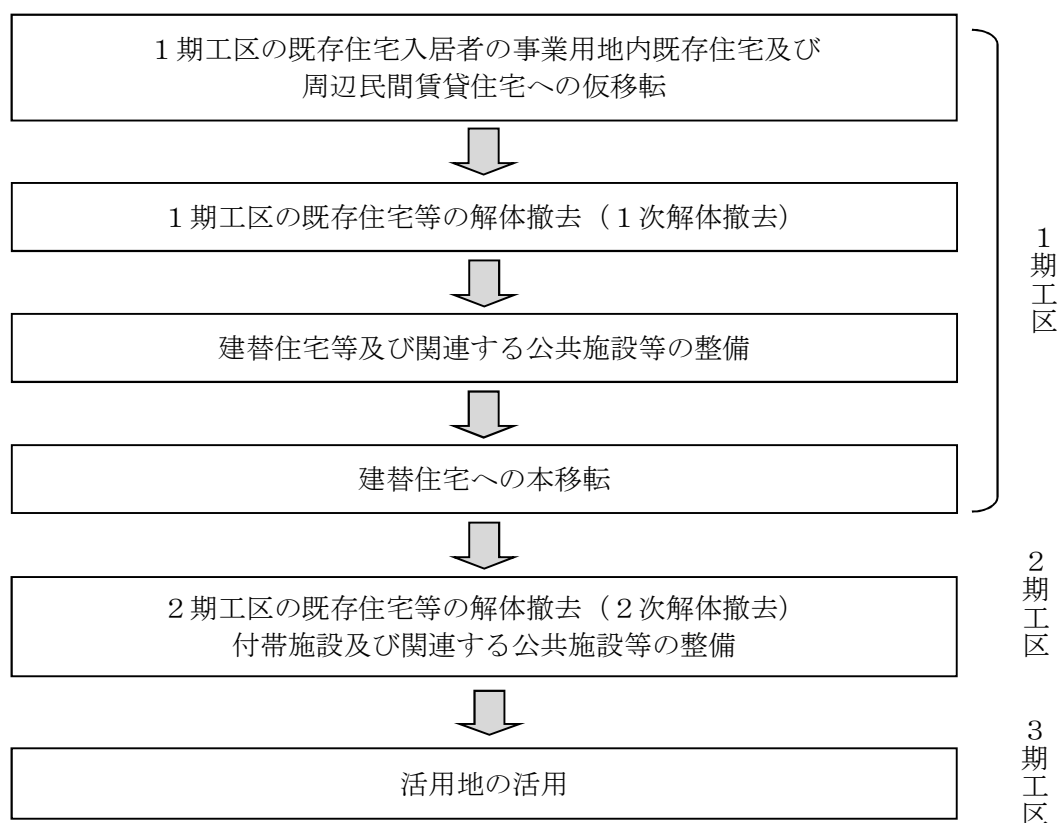 １期工区の既存住宅入居者の事業用地内既存住宅及び
周辺民間賃貸住宅への仮移転
１期工区の既存住宅等の解体撤去（１次解体撤去）
建替住宅等及び関連する公共施設等の整備
建替住宅への本移転
１期工区
２期工区の既存住宅等の解体撤去（２次解体撤去）
付帯施設及び関連する公共施設等の整備
２期工区
活用地の活用
３期工区